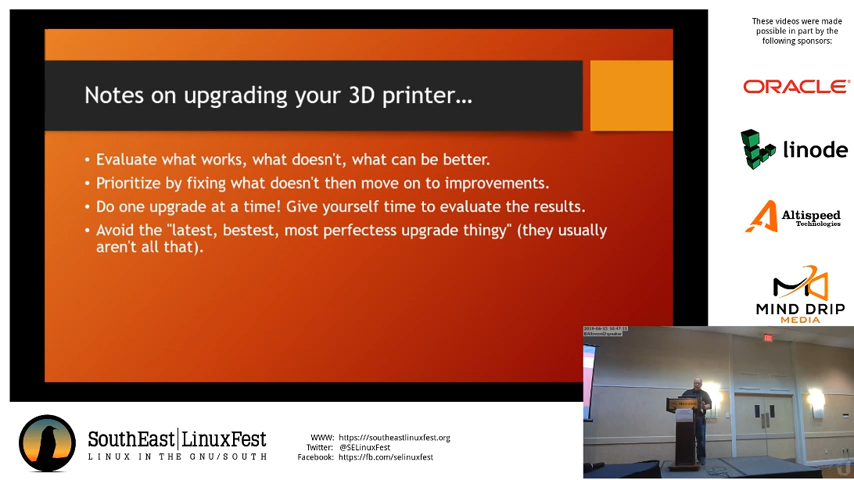 These videos were made
possible in part by the
following sponsors:
ORACLE
linode
Altispeed
Technologies
MIND DRIP
MEDIA
Notes on upgrading your 3D printer…
• Evaluate what works, what doesn't, what can be better.
• Prioritize by fixing what doesn't then move on to improvements.
• Do one upgrade at a time! Give yourself time to evaluate the results.
• Avoid the "latest, bestest, most perfectess upgrade thingy" (they usually
aren't all that).
SouthEast|LinuxFest
LINUX IN THE GNU/SOUTH
WWW: https://southeastlinuxfest.org
Twitter: @SELinuxFest
Facebook: https://fb.com/selinuxfest